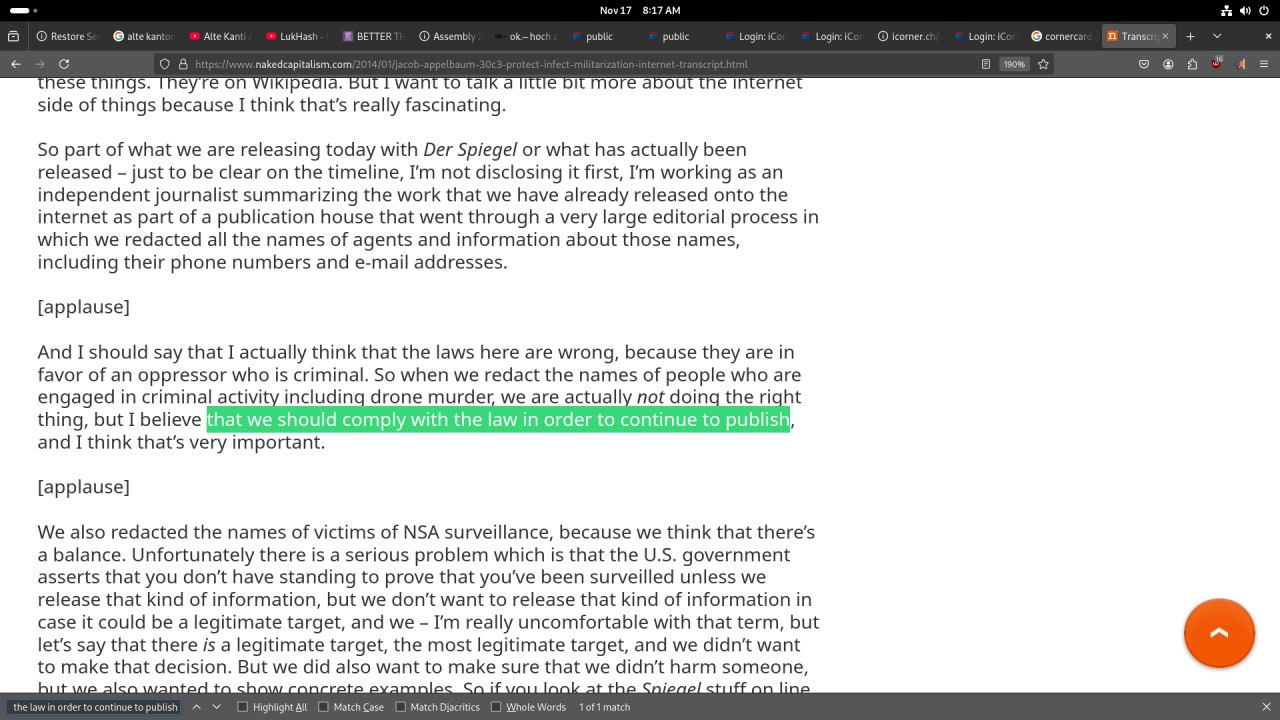 Nov 17 8:17 AM
Restore Se
alte kanton
Alte Kanti
LukHash -
BETTER TH
Assembly
ok.– hoch z
public
public
Login: iCor
Login: iCor
icorner.ch/
Login: iCor
cornercard
Transcrip
https://www.nakedcapitalism.com/2014/01/jacob-appelbaum-30c3-protect-infect-militarization-internet-transcript.html
190%
16
these things. They're on Wikipedia. But I want to talk a little bit more about the internet
side of things because I think that's really fascinating.
So part of what we are releasing today with Der Spiegel or what has actually been
released – just to be clear on the timeline, I'm not disclosing it first, I'm working as an
independent journalist summarizing the work that we have already released onto the
internet as part of a publication house that went through a very large editorial process in
which we redacted all the names of agents and information about those names,
including their phone numbers and e-mail addresses.
[applause]
And I should say that I actually think that the laws here are wrong, because they are in
favor of an oppressor who is criminal. So when we redact the names of people who are
engaged in criminal activity including drone murder, we are actually not doing the right
thing, but I believe that we should comply with the law in order to continue to publish,
and I think that's very important.
[applause]
We also redacted the names of victims of NSA surveillance, because we think that there's
a balance. Unfortunately there is a serious problem which is that the U.S. government
asserts that you don't have standing to prove that you've been surveilled unless we
release that kind of information, but we don't want to release that kind of information in
case it could be a legitimate target, and we – I'm really uncomfortable with that term, but
let's say that there is a legitimate target, the most legitimate target, and we didn't want
to make that decision. But we did also want to make sure that we didn't harm someone,
but we also wanted to show concrete examples. So if you look at the Spiegel stuff on line
the law in order to continue to publish
Highlight All
Match Case
Match Diacritics
Whole Words
1 of 1 match